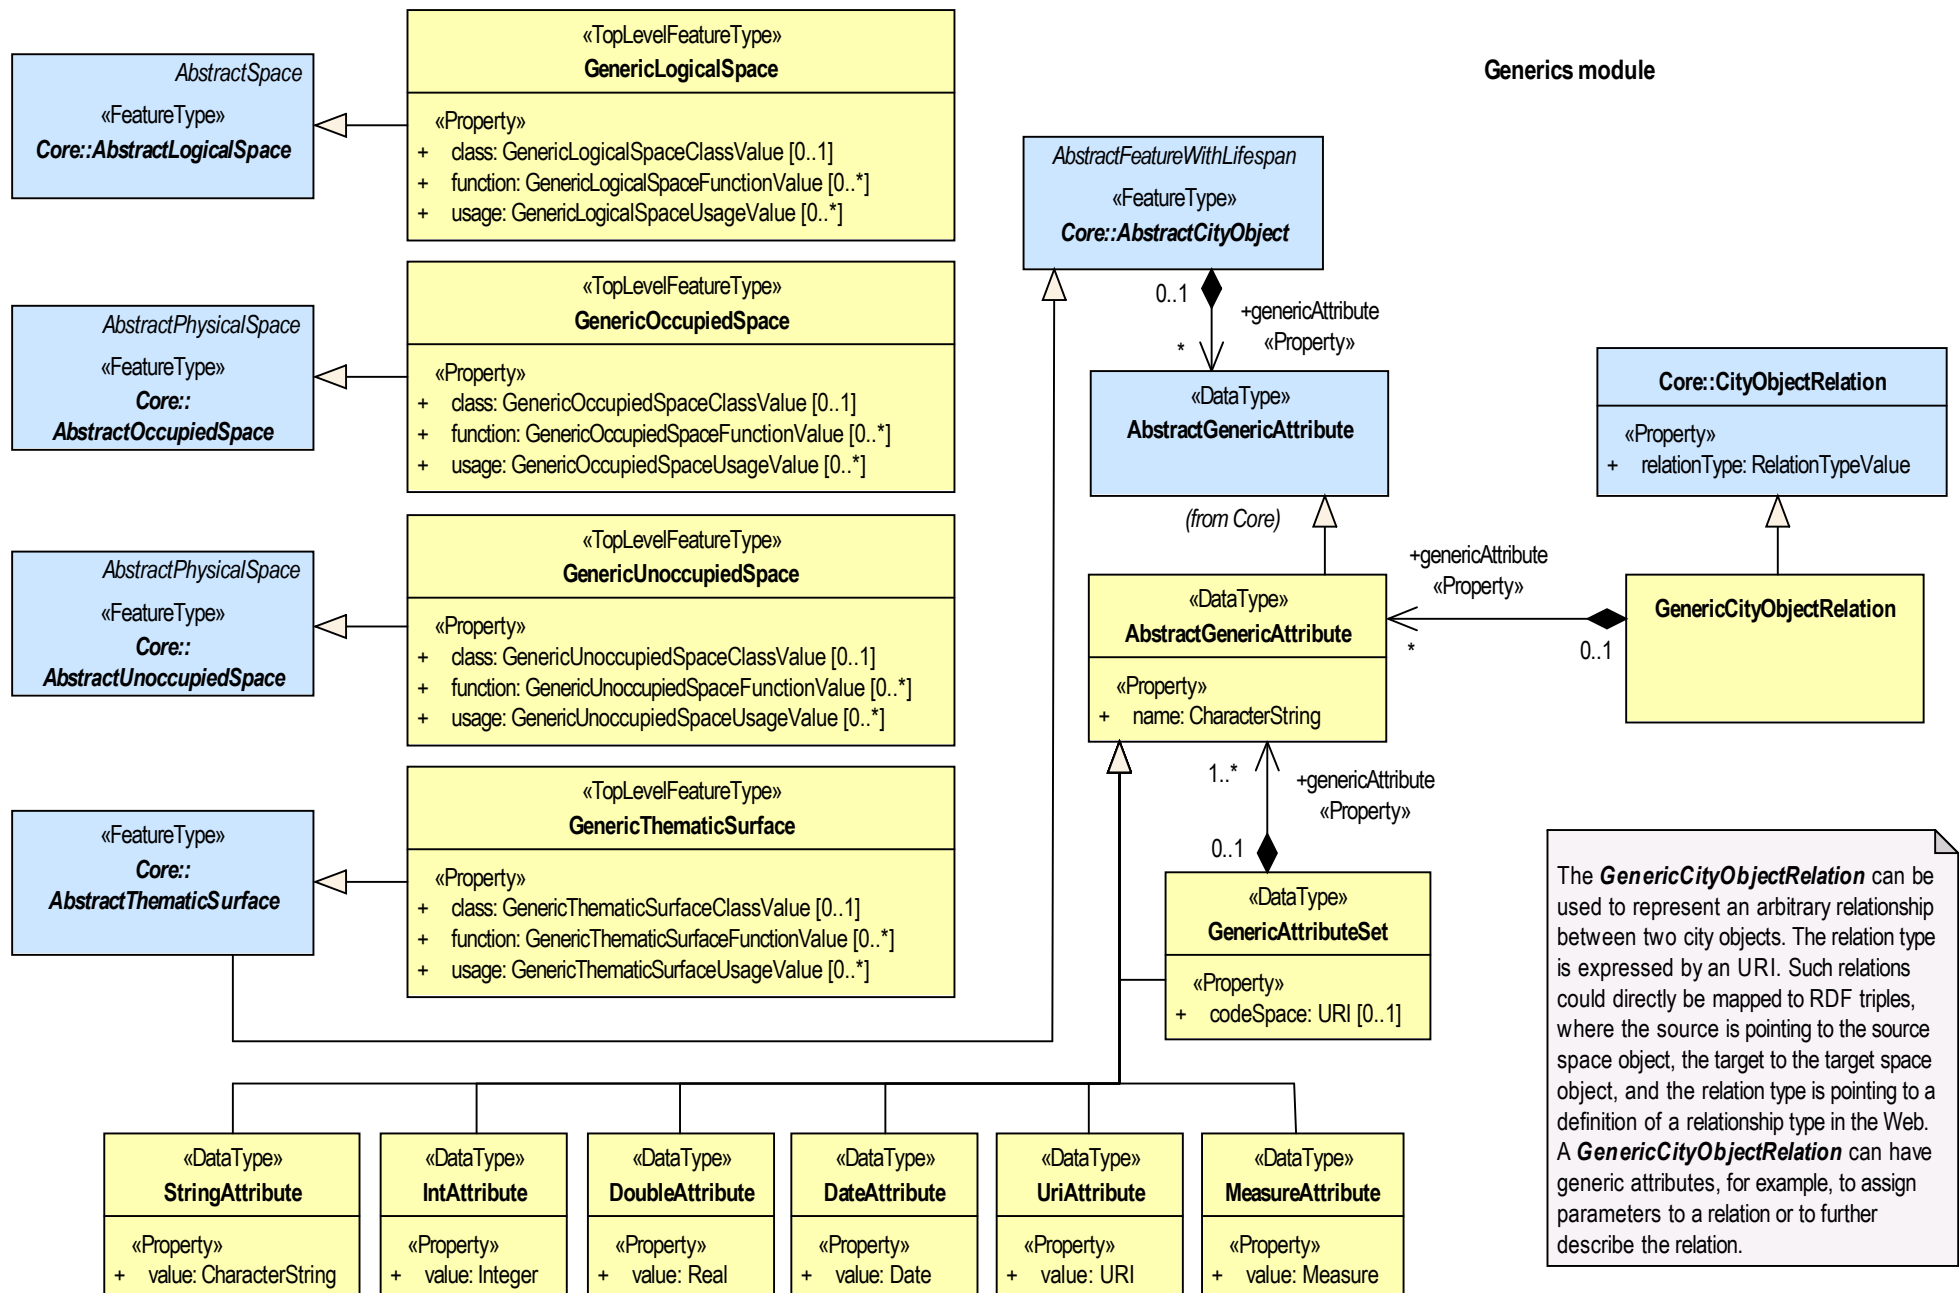 Generics module
AbstractSpace
«FeatureType»
Core::AbstractLogicalSpace
«TopLevelFeatureType»
GenericLogicalSpace
«Property»
+ class: GenericLogicalSpaceClassValue [0..1]
+ function: GenericLogicalSpaceFunctionValue [0..*]
+ usage: GenericLogicalSpaceUsageValue [0..*]
AbstractPhysicalSpace
«FeatureType»
Core::
AbstractOccupiedSpace
«TopLevelFeatureType»
GenericOccupiedSpace
«Property»
+ class: GenericOccupiedSpaceClassValue [0..1]
+ function: GenericOccupiedSpaceFunctionValue [0..*]
+ usage: GenericOccupiedSpaceUsageValue [0..*]
AbstractPhysicalSpace
«FeatureType»
Core::
AbstractUnoccupiedSpace
«TopLevelFeatureType»
GenericUnoccupiedSpace
«Property»
+ class: GenericUnoccupiedSpaceClassValue [0..1]
+ function: GenericUnoccupiedSpaceFunctionValue [0..*]
+ usage: GenericUnoccupiedSpaceUsageValue [0..*]
«FeatureType»
Core::
AbstractThematicSurface
«TopLevelFeatureType»
GenericThematicSurface
«Property»
+ class: GenericThematicSurfaceClassValue [0..1]
+ function: GenericThematicSurfaceFunctionValue [0..*]
+ usage: GenericThematicSurfaceUsageValue [0..*]
AbstractFeatureWithLifespan
«FeatureType»
Core::AbstractCityObject
0..1
+genericAttribute
«Property»
*
«DataType»
AbstractGenericAttribute
(from Core)
Core::CityObjectRelation
«Property»
+ relationType: RelationTypeValue
«DataType»
AbstractGenericAttribute
«Property»
+ name: CharacterString
+genericAttribute
«Property»
*
0..1
GenericCityObjectRelation
1..*
+genericAttribute
«Property»
0..1
«DataType»
GenericAttributeSet
«Property»
+ codeSpace: URI [0..1]
The GenericCityObjectRelation can be
used to represent an arbitrary relationship
between two city objects. The relation type
is expressed by an URI. Such relations
could directly be mapped to RDF triples,
where the source is pointing to the source
space object, the target to the target space
object, and the relation type is pointing to a
definition of a relationship type in the Web.
A GenericCityObjectRelation can have
generic attributes, for example, to assign
parameters to a relation or to further
describe the relation.
«DataType»
StringAttribute
«Property»
+ value: CharacterString
«DataType»
IntAttribute
«Property»
+ value: Integer
«DataType»
DoubleAttribute
«Property»
+ value: Real
«DataType»
DateAttribute
«Property»
+ value: Date
«DataType»
UriAttribute
«Property»
+ value: URI
«DataType»
MeasureAttribute
«Property»
+ value: Measure